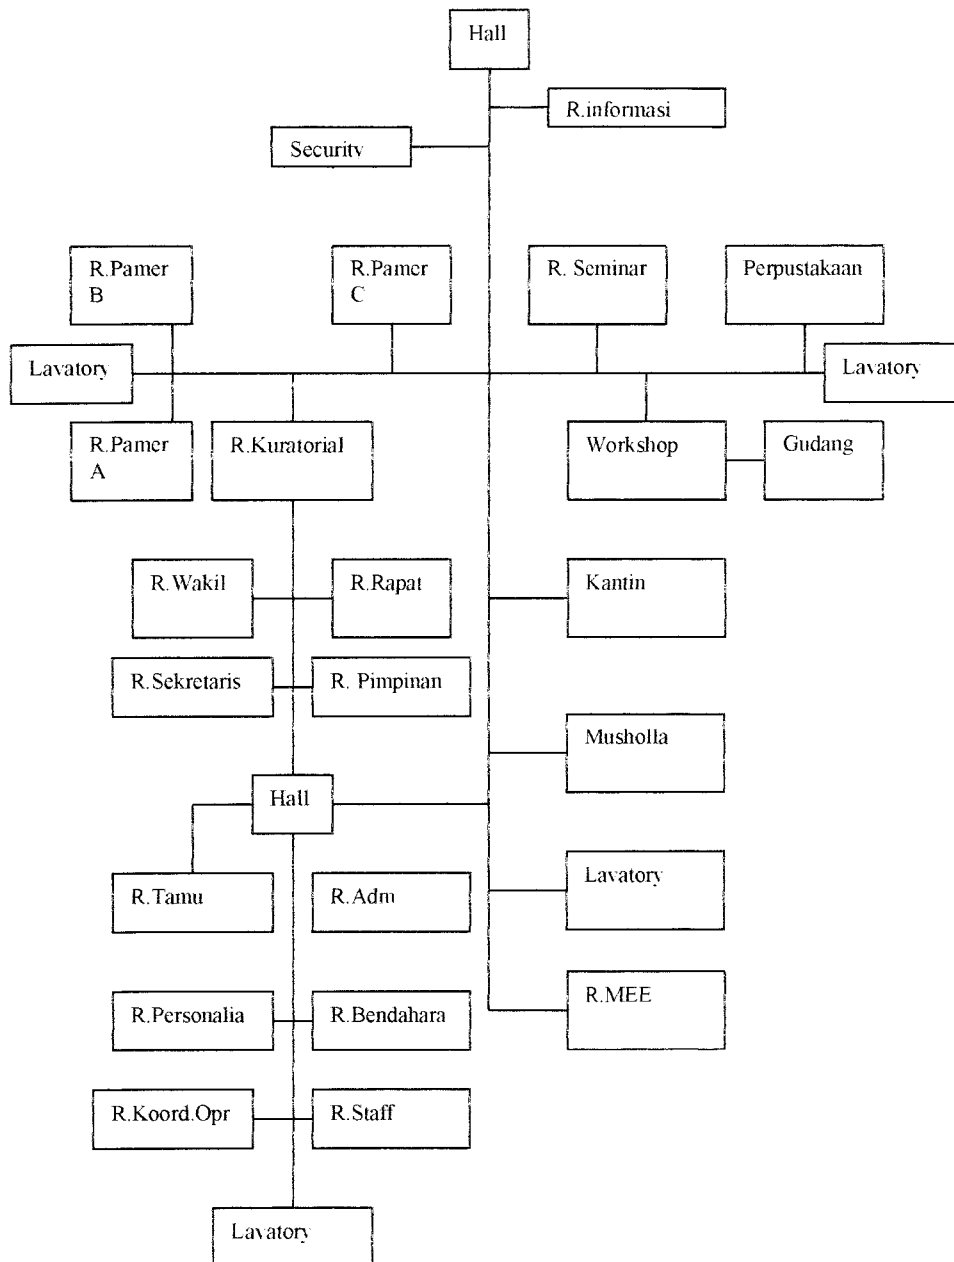 Hall
R.informasi
Security
R.Pamer
B
R.Pamer
C
R. Seminar
Perpustakaan
Lavatory
Lavatory
R.Pamer
A
R.Kuratorial
Workshop
Gudang
R.Wakil
R.Rapat
Kantin
R.Sekretaris
R. Pimpinan
Musholla
Hall
R.Tamu
R.Adm
Lavatory
R.MEE
R.Personalia
R.Bendahara
R.Koord.Opr
R.Staff
Lavatory